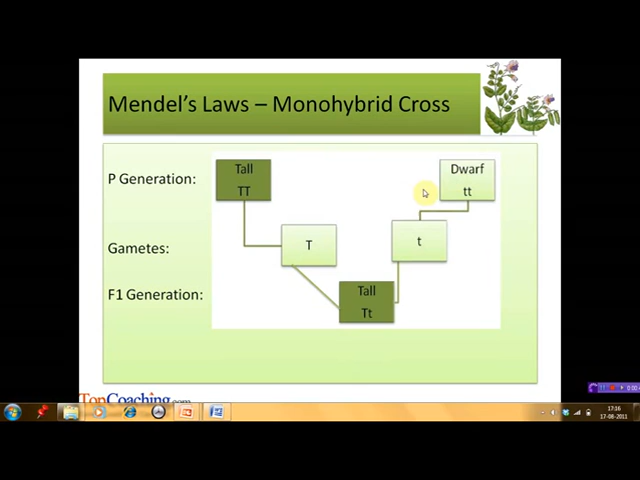 Mendel's Laws – Monohybrid Cross
P Generation:
Tall
TT
Dwarf
tt
Gametes:
T
t
F1 Generation:
Tall
Tt
TopCoaching.com
17:16
17-08-2011